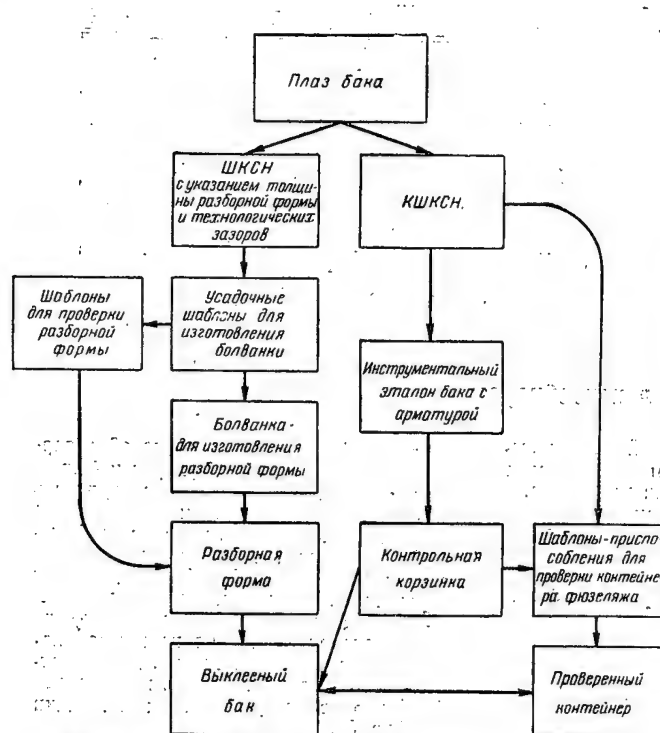 Плаз бака
ШКСН
с указанием толщи-
ны разборной формы
и технологических
зазоров
КШКСН.
Шаблоны
для проверки
разборной
формы
Усадочные
шаблоны для
изготовления
болванки
Инструментальный
эталон бака с
арматурой
Болванка-
для изготовления
разборной формы
Разборная
форма
Контрольная
корзинка
Шаблоны-приспо
собления для
проверки контейне
ра фюзеляжа
Выклееный
бак
Проверенный
контейнер